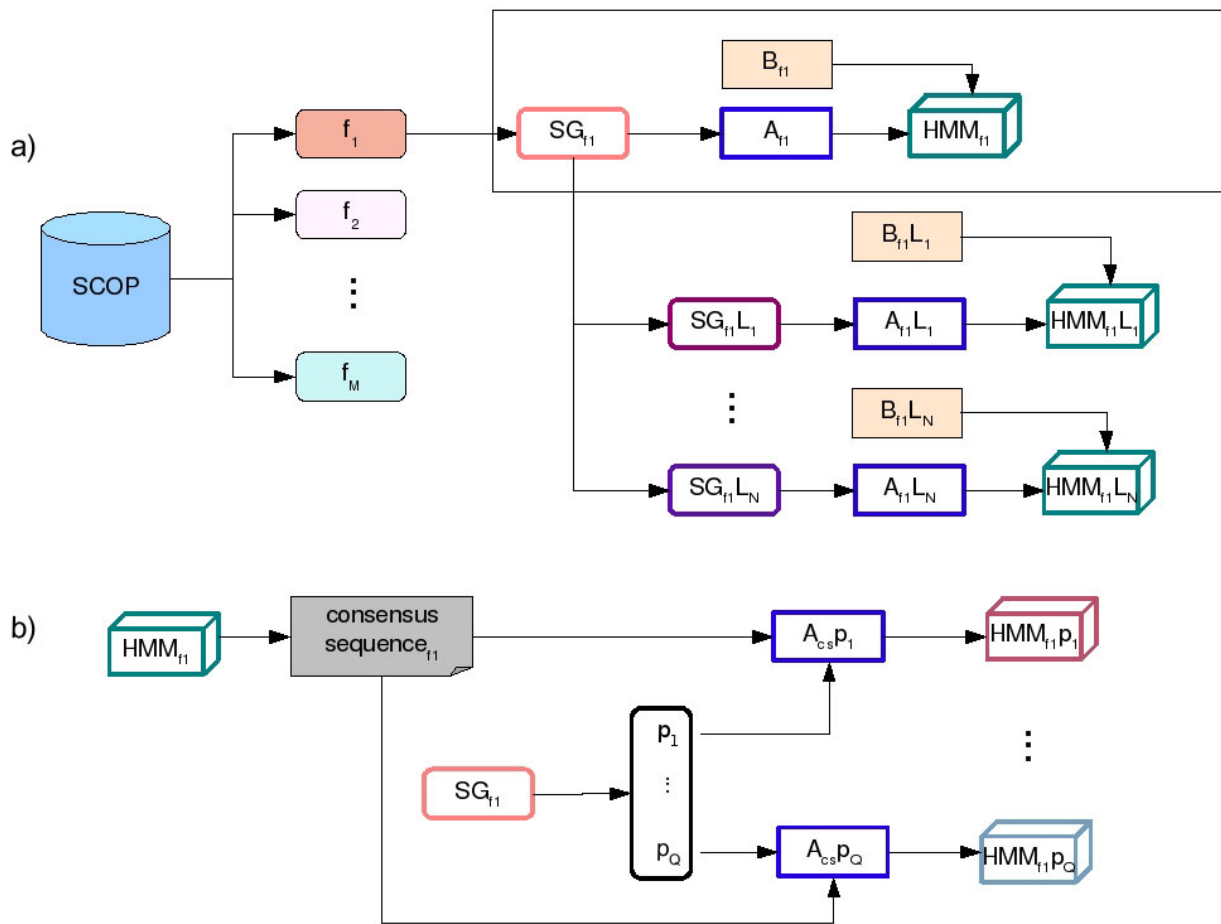 a)
SCOP
f1
f2
⋮
fM
Bf1
SGf1
Af1
HMMf1
Bf1L1
SGf1L1
Af1L1
HMMf1L1
⋮
Bf1LN
SGf1LN
Af1LN
HMMf1LN
b)
HMMf1
consensus
sequencef1
Acsp1
HMMf1p1
SGf1
p1
⋮
pQ
⋮
AcspQ
HMMf1pQ